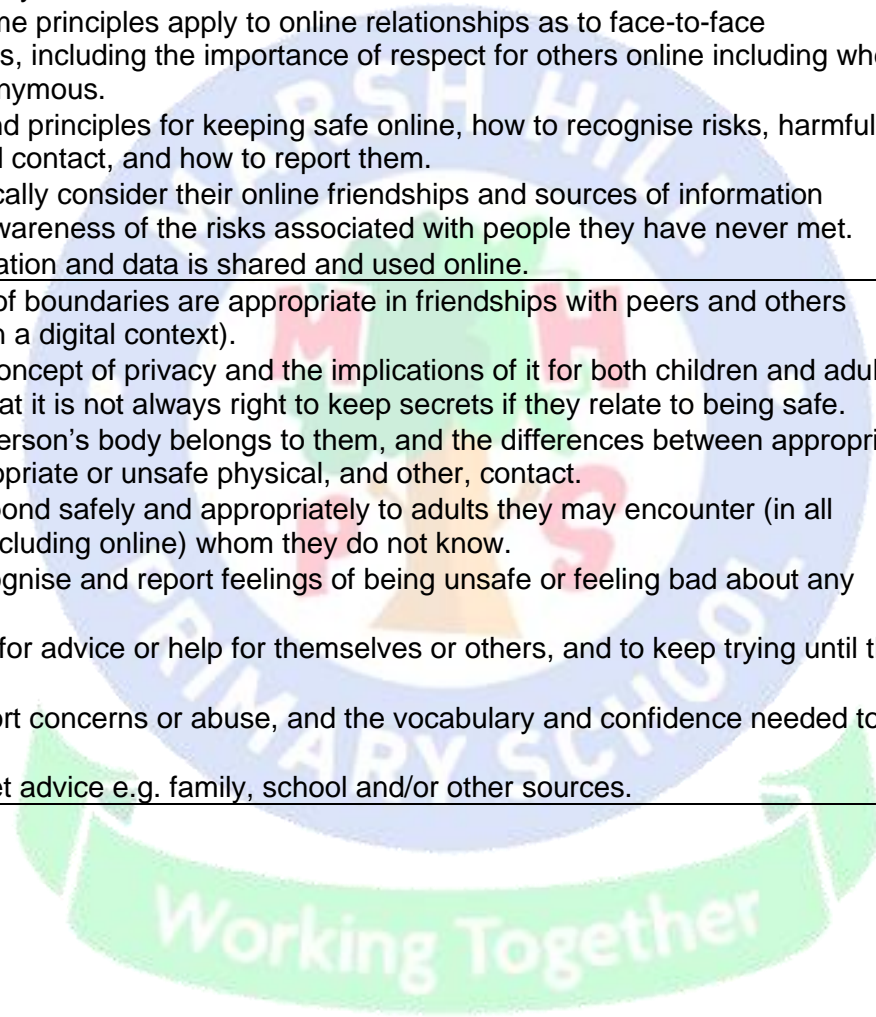 me principles apply to online relationships as to face-to-face
s, including the importance of respect for others online including whe
nymous.
nd principles for keeping safe online, how to recognise risks, harmful
l contact, and how to report them.
cally consider their online friendships and sources of information
wareness of the risks associated with people they have never met.
ation and data is shared and used online.
of boundaries are appropriate in friendships with peers and others
n a digital context).
oncept of privacy and the implications of it for both children and adul
at it is not always right to keep secrets if they relate to being safe.
erson’s body belongs to them, and the differences between appropri
opriate or unsafe physical, and other, contact.
pond safely and appropriately to adults they may encounter (in all
cluding online) whom they do not know.
ognise and report feelings of being unsafe or feeling bad about any
for advice or help for themselves or others, and to keep trying until t
ort concerns or abuse, and the vocabulary and confidence needed to
et advice e.g. family, school and/or other sources.
MARSH HILL
M H
P S
PRIMARY SCHOOL
Working Together